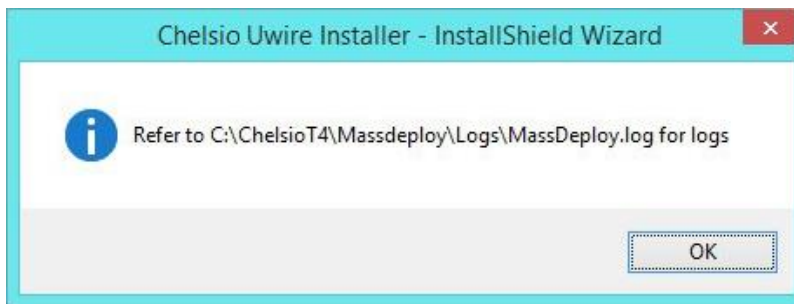 Chelsio Uwire Installer - InstallShield Wizard
Refer to C:\ChelsioT4\Massdeploy\Logs\MassDeploy.log for logs
OK